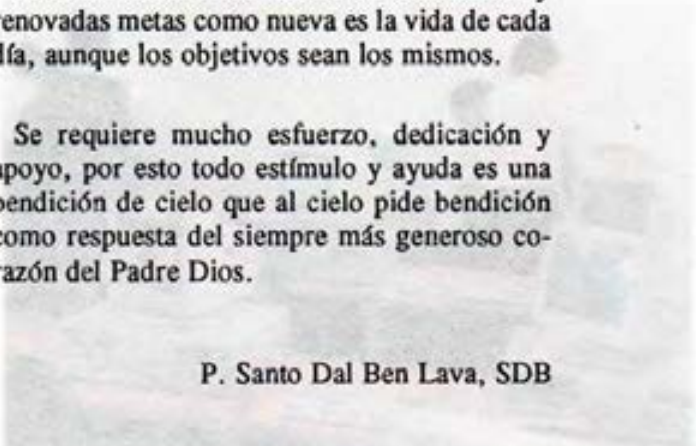 renovadas metas como nueva es la vida de cada
día, aunque los objetivos sean los mismos.
Se requiere mucho esfuerzo, dedicación y
apoyo, por esto todo estímulo y ayuda es una
bendición de cielo que al cielo pide bendición
como respuesta del siempre más generoso co-
razón del Padre Dios.
P. Santo Dal Ben Lava, SDB